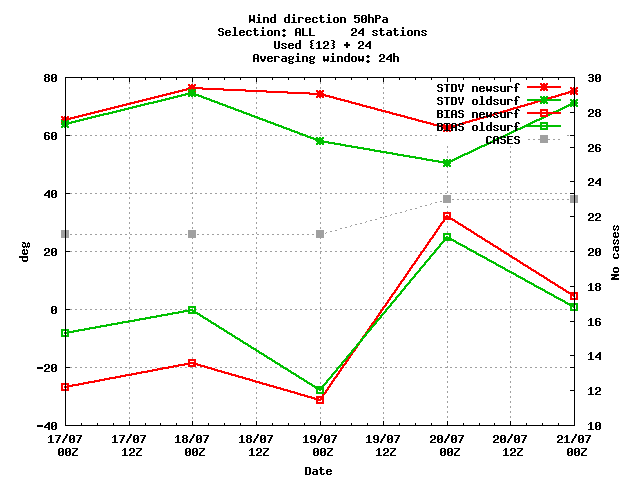 Wind direction 50hPa
Selection: ALL     24 stations
Used {12} + 24
Averaging window: 24h
80
60
40
20
0
-20
-40
deg
30
28
26
24
22
20
18
16
14
12
10
No cases
STDV newsurf
STDV oldsurf
BIAS newsurf
BIAS oldsurf
CASES
17/07 17/07 18/07 18/07 19/07 19/07 20/07 20/07 21/07
00Z 12Z 00Z 12Z 00Z 12Z 00Z 12Z 00Z
Date